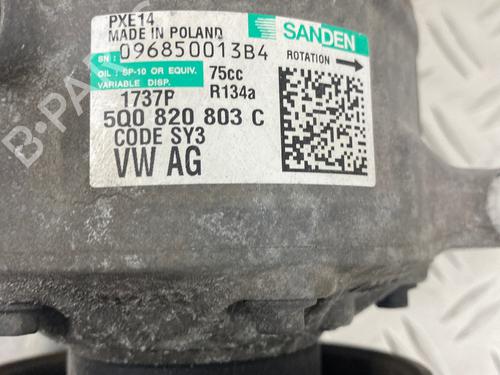 PXE14
MADE IN POLAND
SANDEN
SN: 096850013B4
ROTATION
OIL: SP-10 OR EQUIV. 75cc
VARIABLE DISP. R134a
1737P
5Q0 820 803 C
CODE SY3
VW AG
B-PARTS